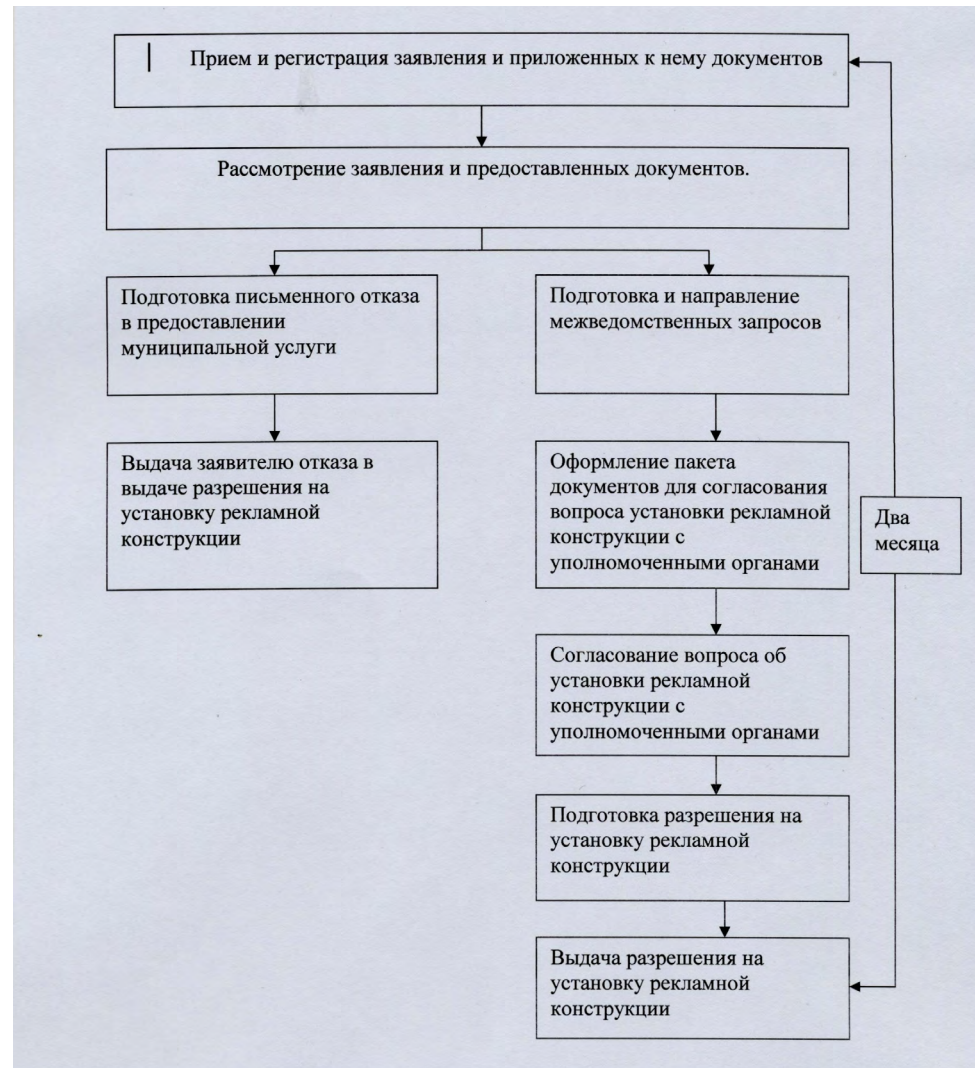 Прием и регистрация заявления и приложенных к нему документов
Рассмотрение заявления и предоставленных документов.
Подготовка письменного отказа
в предоставлении
муниципальной услуги
Выдача заявителю отказа в
выдаче разрешения на
установку рекламной
конструкции
Подготовка и направление
межведомственных запросов
Оформление пакета
документов для согласования
вопроса установки рекламной
конструкции с
уполномоченными органами
Согласование вопроса об
установки рекламной
конструкции с
уполномоченными органами
Подготовка разрешения на
установку рекламной
конструкции
Выдача разрешения на
установку рекламной
конструкции
Два
месяца